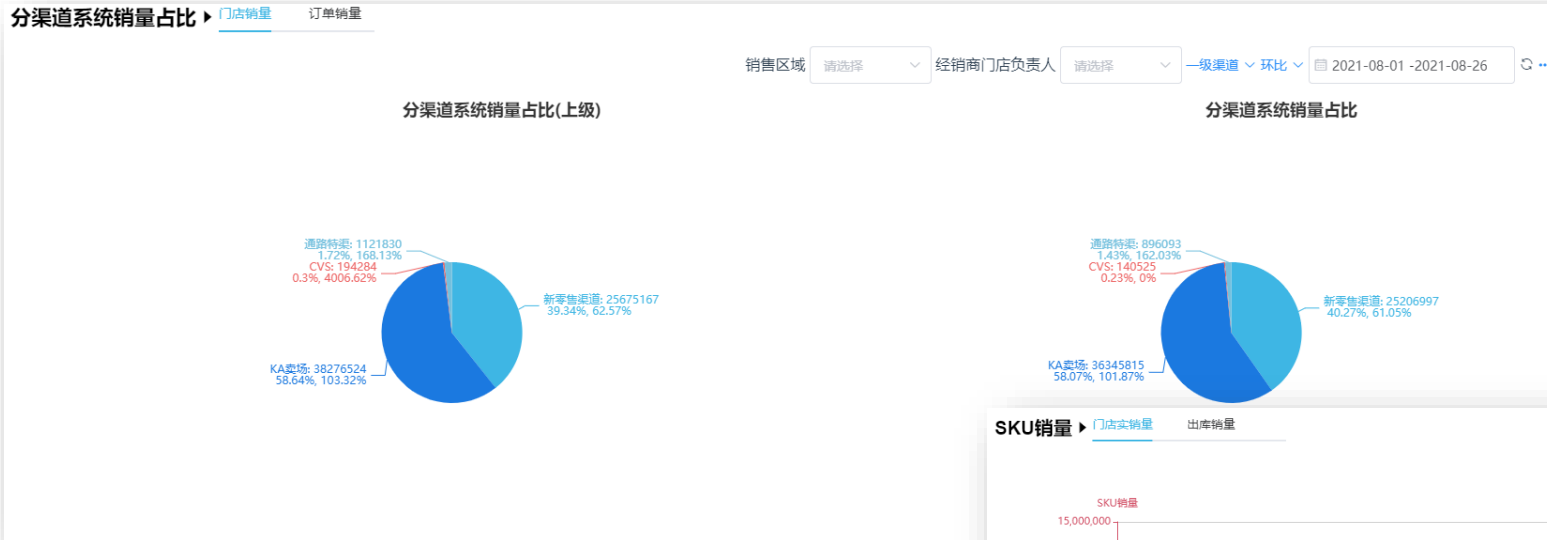 分渠道系统销量占比
门店销量
订单销量
销售区域
请选择
经销商门店负责人
请选择
一级渠道
环比
2021-08-01 -2021-08-26
分渠道系统销量占比(上级)
分渠道系统销量占比
通路特渠: 1121830
1.72%, 168.13%
CVS: 194284
0.3%, 4006.62%
新零售渠道: 25675167
39.34%, 62.57%
KA卖场: 38276524
58.64%, 103.32%
通路特渠: 896093
1.43%, 162.03%
CVS: 140525
0.23%, 0%
新零售渠道: 25206997
40.27%, 61.05%
KA卖场: 36345815
58.07%, 101.87%
SKU销量
门店实销量
出库销量
SKU销量
15,000,000